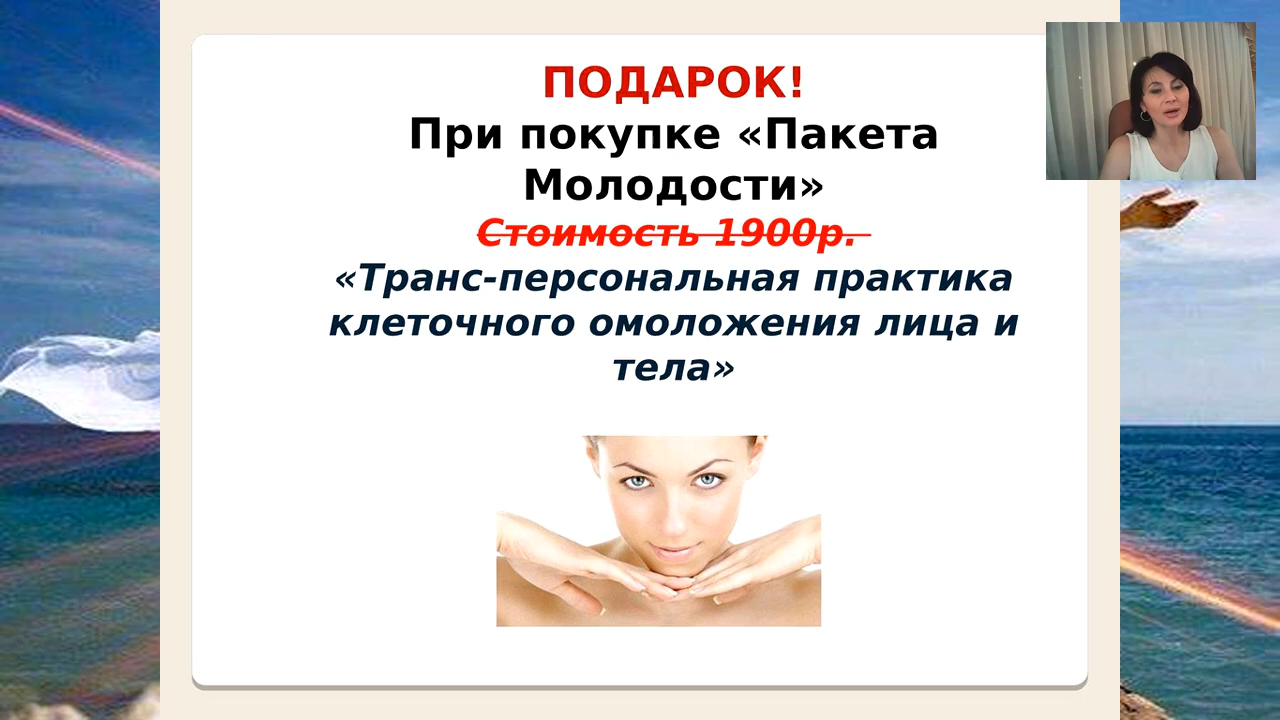 ПОДАРОК!
При покупке «Пакета
Молодости»
Стоимость 1900р.
«Транс-персональная практика
клеточного омоложения лица и
тела»